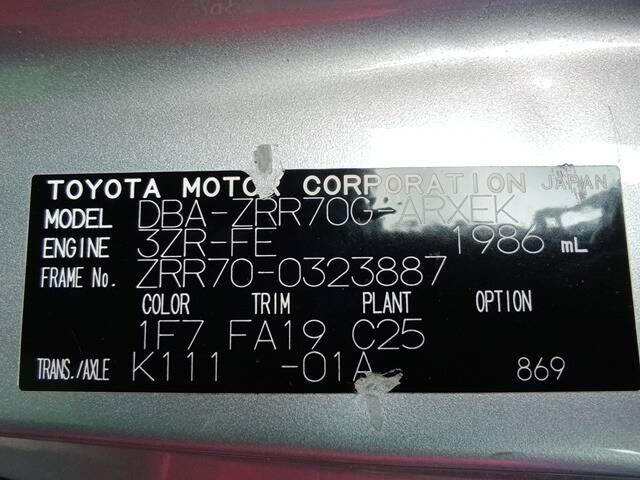 TOYOTA MOTOR CORPORATION JAPAN
MODEL DBA-ZRR70G-ARXEK
ENGINE 3ZR-FE 1986 mL
FRAME No. ZRR70-0323887
COLOR TRIM PLANT OPTION
1F7 FA19 C25
TRANS./AXLE K111 -01A 869